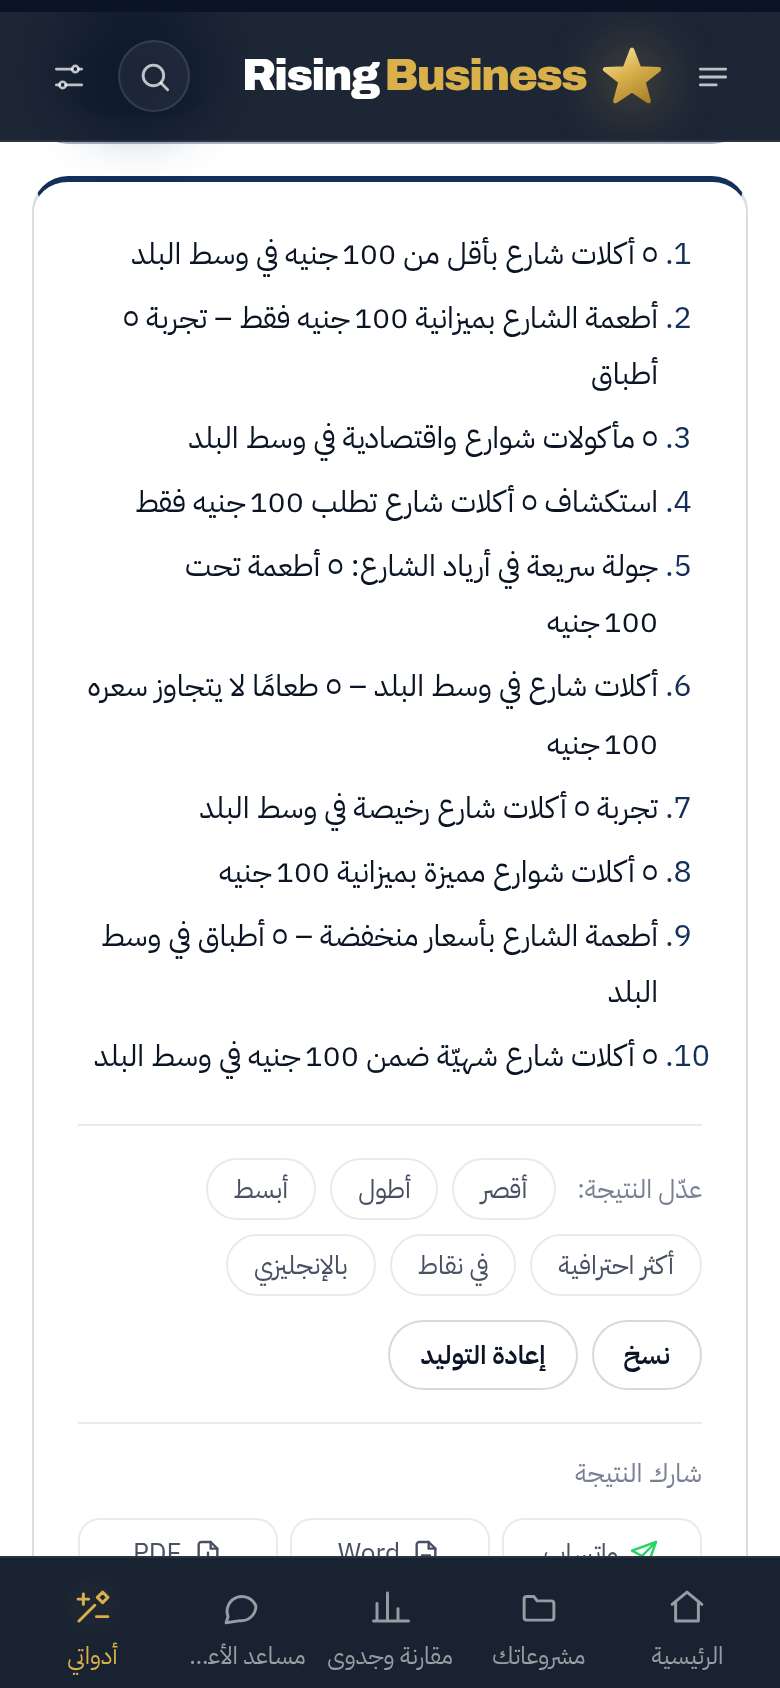 Rising Business
1. ٥ أكلات شارع بأقل من 100 جنيه في وسط البلد
2. أطعمة الشارع بميزانية 100 جنيه فقط – تجربة ٥
أطباق
3. ٥ مأكولات شوارع واقتصادية في وسط البلد
4. استكشاف ٥ أكلات شارع تطلب 100 جنيه فقط
5. جولة سريعة في أرياد الشارع: ٥ أطعمة تحت
100 جنيه
6. أكلات شارع في وسط البلد – ٥ طعامًا لا يتجاوز سعره
100 جنيه
7. تجربة ٥ أكلات شارع رخيصة في وسط البلد
8. ٥ أكلات شوارع مميزة بميزانية 100 جنيه
9. أطعمة الشارع بأسعار منخفضة – ٥ أطباق في وسط
البلد
10. ٥ أكلات شارع شهيّة ضمن 100 جنيه في وسط البلد
عدّل النتيجة: أقصر أطول أبسط
أكثر احترافية في نقاط بالإنجليزي
نسخ إعادة التوليد
شارك النتيجة
واتساب Word PDF
الرئيسية مشروعاتك مقارنة وجدوى مساعد الأعـ... أدواتي